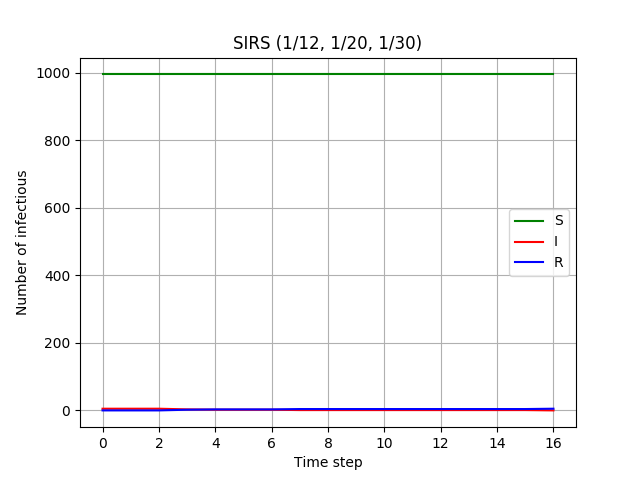 SIRS (1/12, 1/20, 1/30)
Number of infectious
1000
800
600
400
200
0
S
I
R
0 2 4 6 8 10 12 14 16
Time step